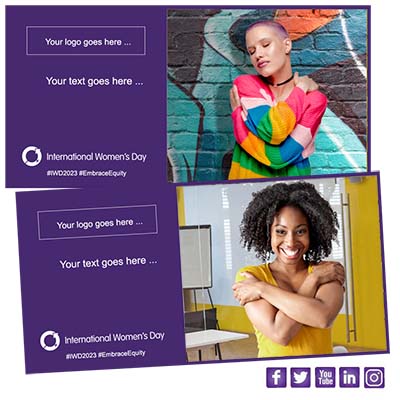 Your logo goes here ...
Your text goes here ...
International Women's Day
#IWD2023 #EmbraceEquity
Your logo goes here ...
Your text goes here ...
International Women's Day
#IWD2023 #EmbraceEquity
You
Tube
in